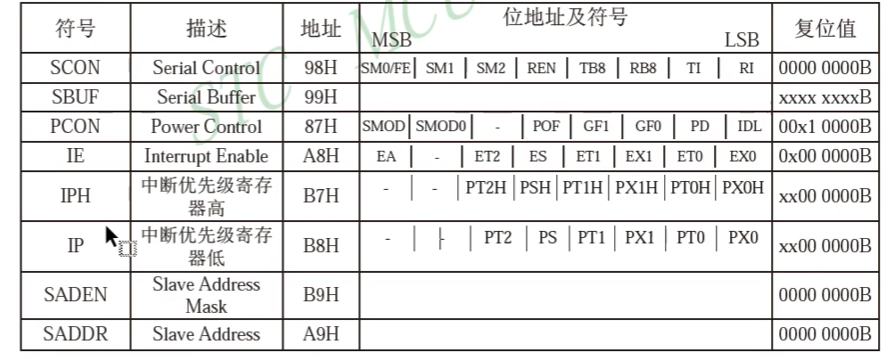 符号 描述 地址 位地址及符号 复位值
MSB LSB
SCON Serial Control 98H SM0/FE SM1 SM2 REN TB8 RB8 TI RI 0000 0000B
SBUF Serial Buffer 99H xxxx xxxxB
PCON Power Control 87H SMOD SMOD0 - POF GF1 GF0 PD IDL 00x1 0000B
IE Interrupt Enable A8H EA - ET2 ES ET1 EX1 ET0 EX0 0x00 0000B
IPH 中断优先级寄存 B7H - - PT2H PSH PT1H PX1H PT0H PX0H xx00 0000B
器高
IP 中断优先级寄存 B8H - - PT2 PS PT1 PX1 PT0 PX0 xx00 0000B
器低
SADEN Slave Address B9H 0000 0000B
Mask
SADDR Slave Address A9H 0000 0000B
STC MCU